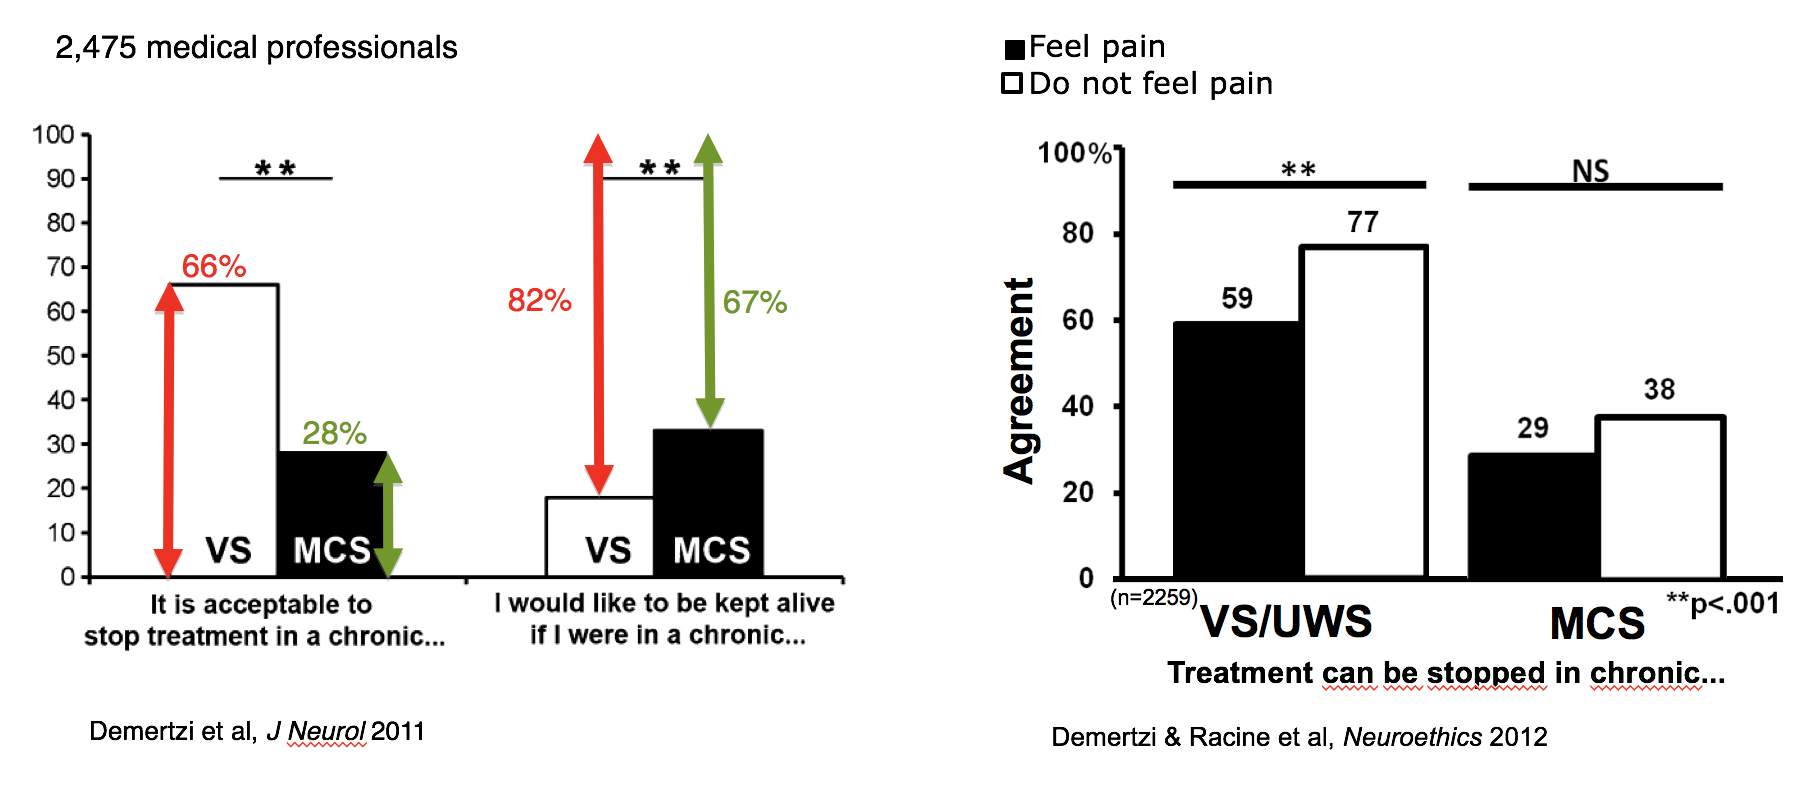 2,475 medical professionals
100
90
80
70
60
50
40
30
20
10
0
**
66%
28%
VS
MCS
**
82%
67%
VS
MCS
It is acceptable to
stop treatment in a chronic...
I would like to be kept alive
if I were in a chronic...
Demertzi et al, J Neurol 2011
Feel pain
Do not feel pain
Agreement
100%
80
60
40
20
0
**
NS
59
77
29
38
(n=2259)
VS/UWS
MCS
**p<.001
Treatment can be stopped in chronic...
Demertzi & Racine et al, Neuroethics 2012